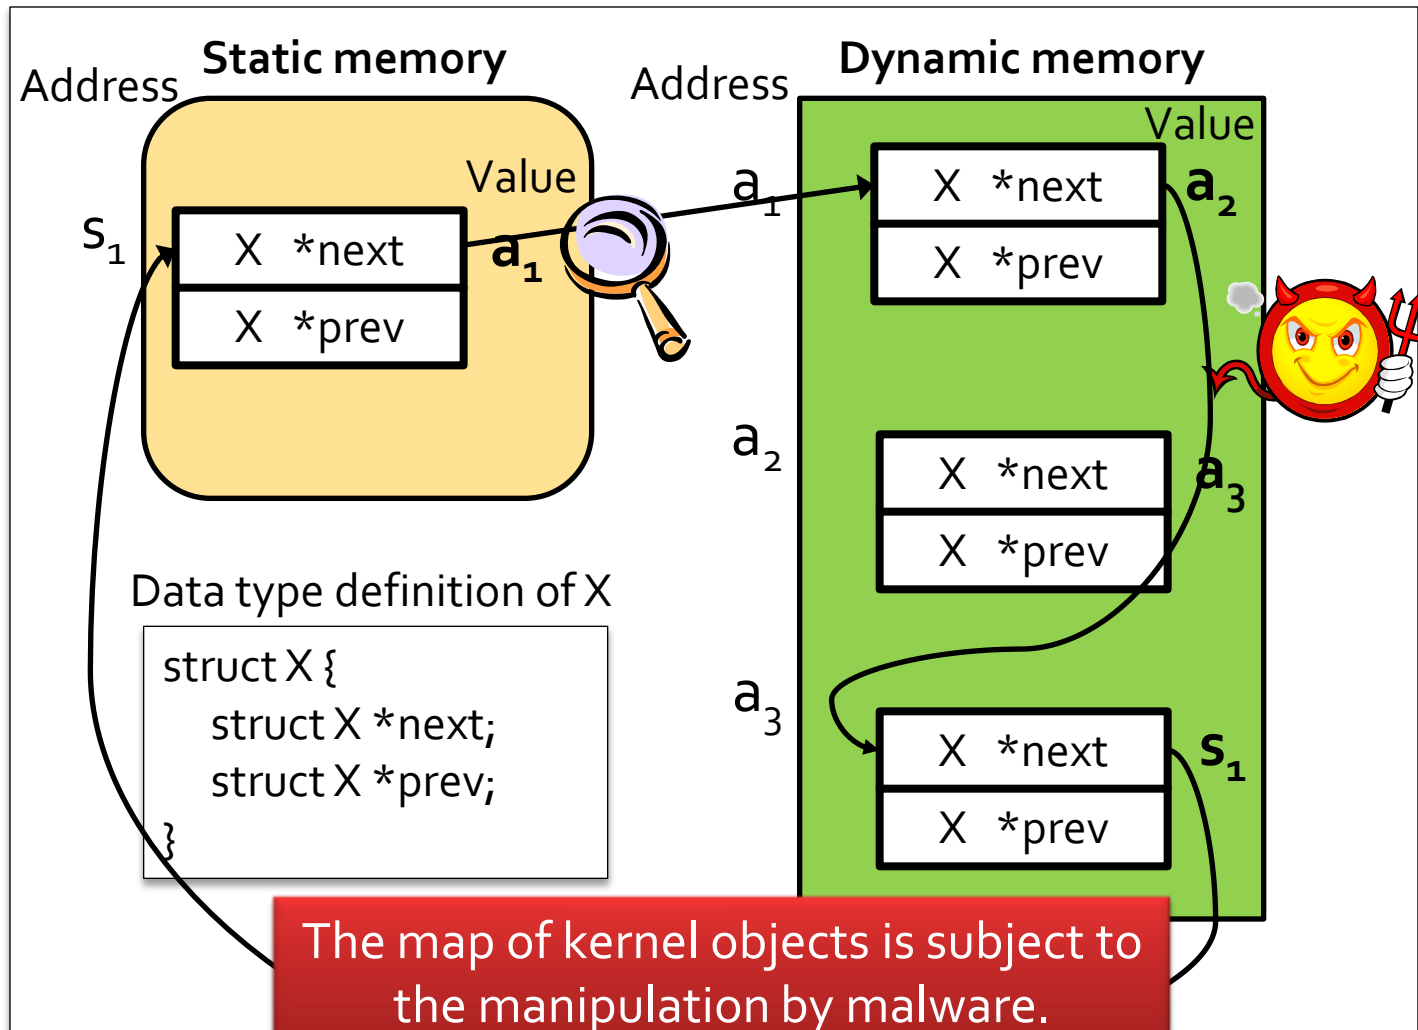 Static memory
Dynamic memory
Address
Address
Value
Value
s₁
X *next
a₁
X *prev
a₁
X *next
a₂
X *prev
a₂
X *next
a₃
X *prev
a₃
X *next
s₁
X *prev
Data type definition of X
struct X {
struct X *next;
struct X *prev;
}
The map of kernel objects is subject to
the manipulation by malware.